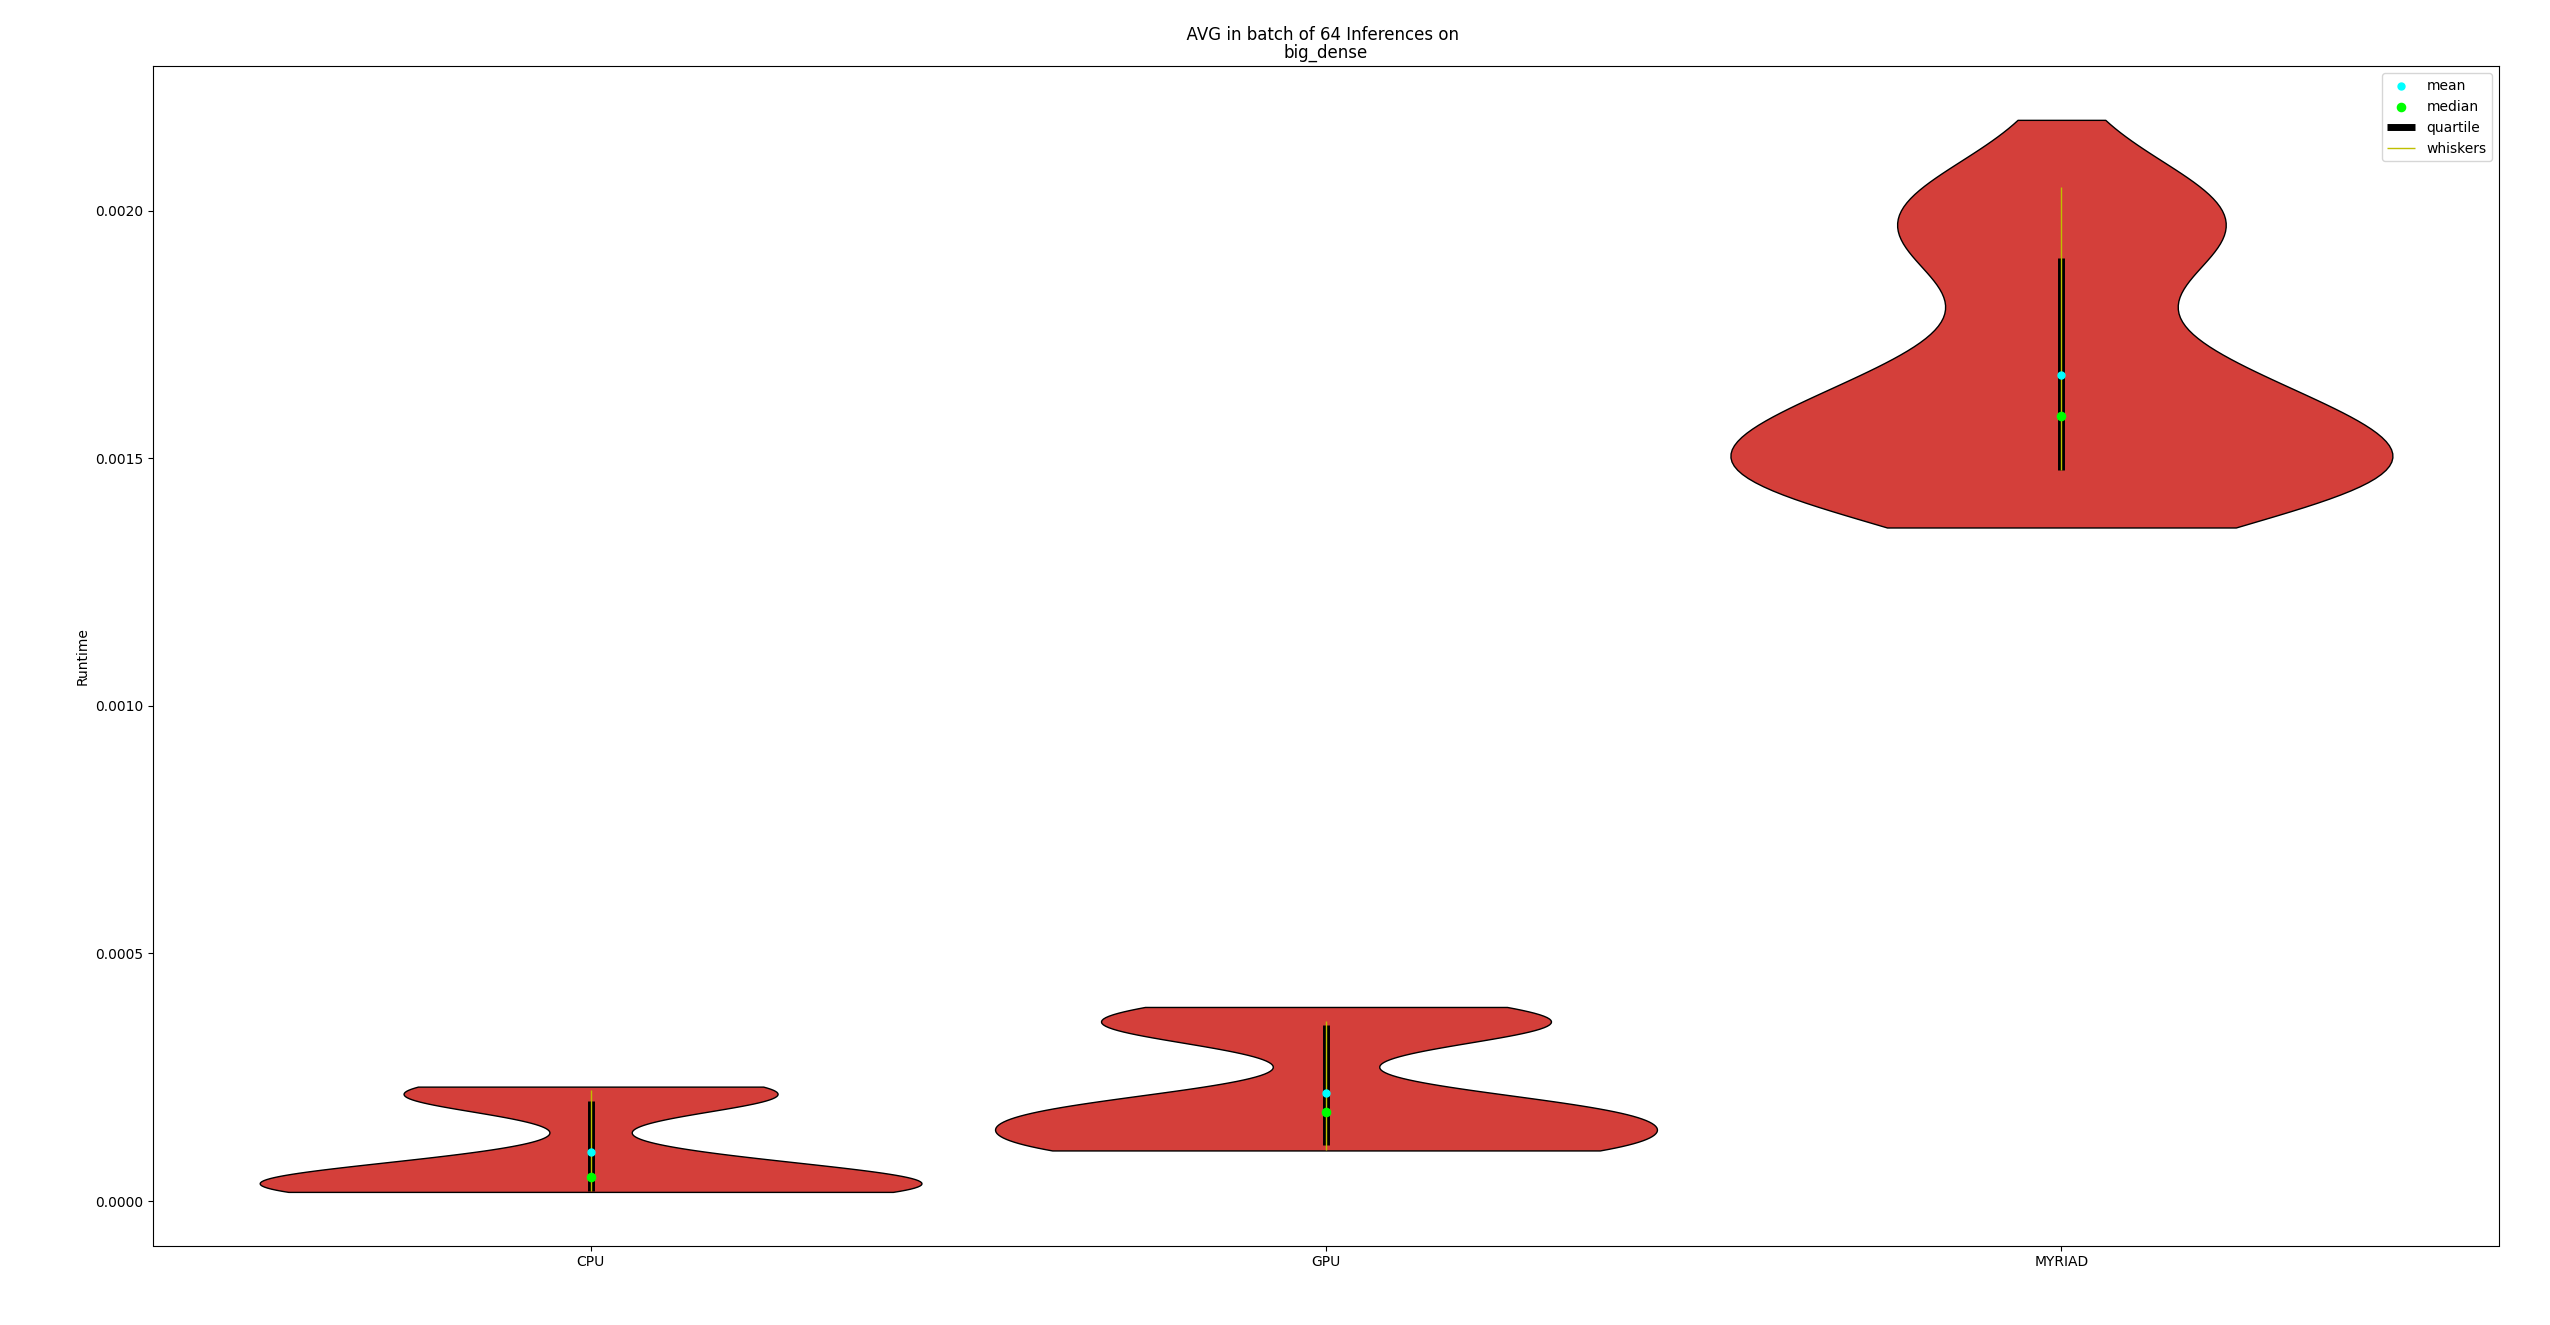 AVG in batch of 64 Inferences on
big_dense
mean
median
quartile
whiskers
0.0020
0.0015
0.0010
0.0005
0.0000
Runtime
CPU
GPU
MYRIAD